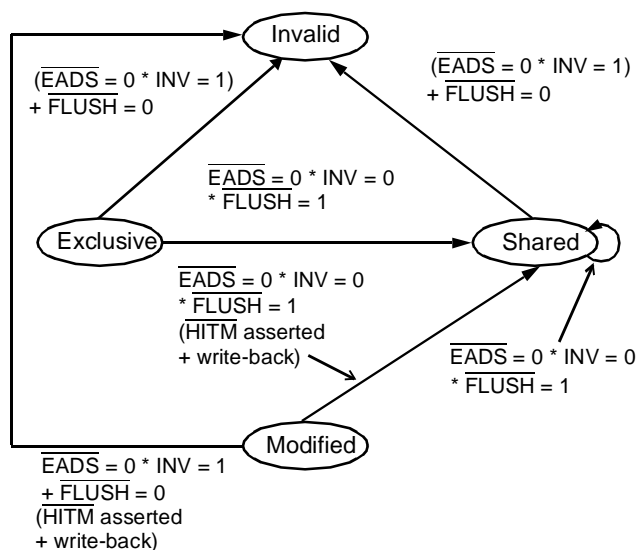 Invalid
(EADS = 0 * INV = 1)
+ FLUSH = 0
(EADS = 0 * INV = 1)
+ FLUSH = 0
EADS = 0 * INV = 0
* FLUSH = 1
Exclusive
Shared
EADS = 0 * INV = 0
* FLUSH = 1
(HITM asserted
+ write-back)
EADS = 0 * INV = 0
* FLUSH = 1
Modified
EADS = 0 * INV = 1
+ FLUSH = 0
(HITM asserted
+ write-back)